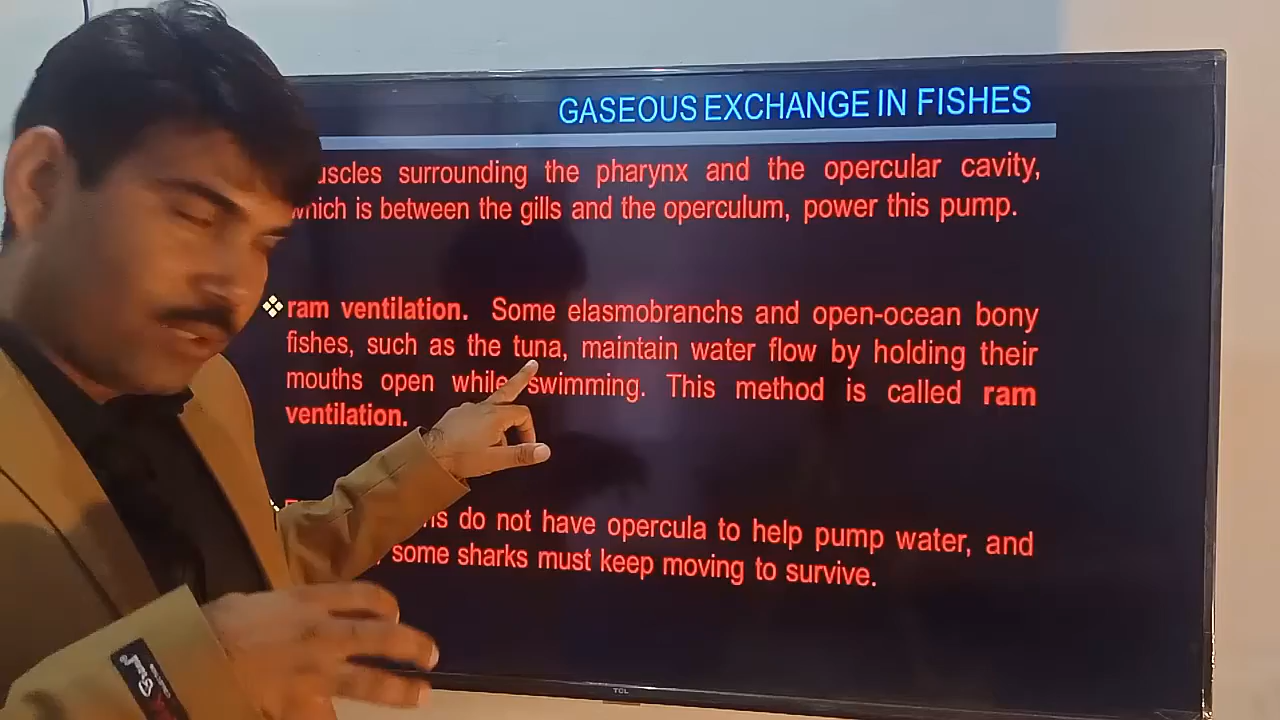 GASEOUS EXCHANGE IN FISHES
uscles surrounding the pharynx and the opercular cavity,
which is between the gills and the operculum, power this pump.
ram ventilation. Some elasmobranchs and open-ocean bony
fishes, such as the tuna, maintain water flow by holding their
mouths open while swimming. This method is called ram
ventilation.
do not have opercula to help pump water, and
some sharks must keep moving to survive.
TCL